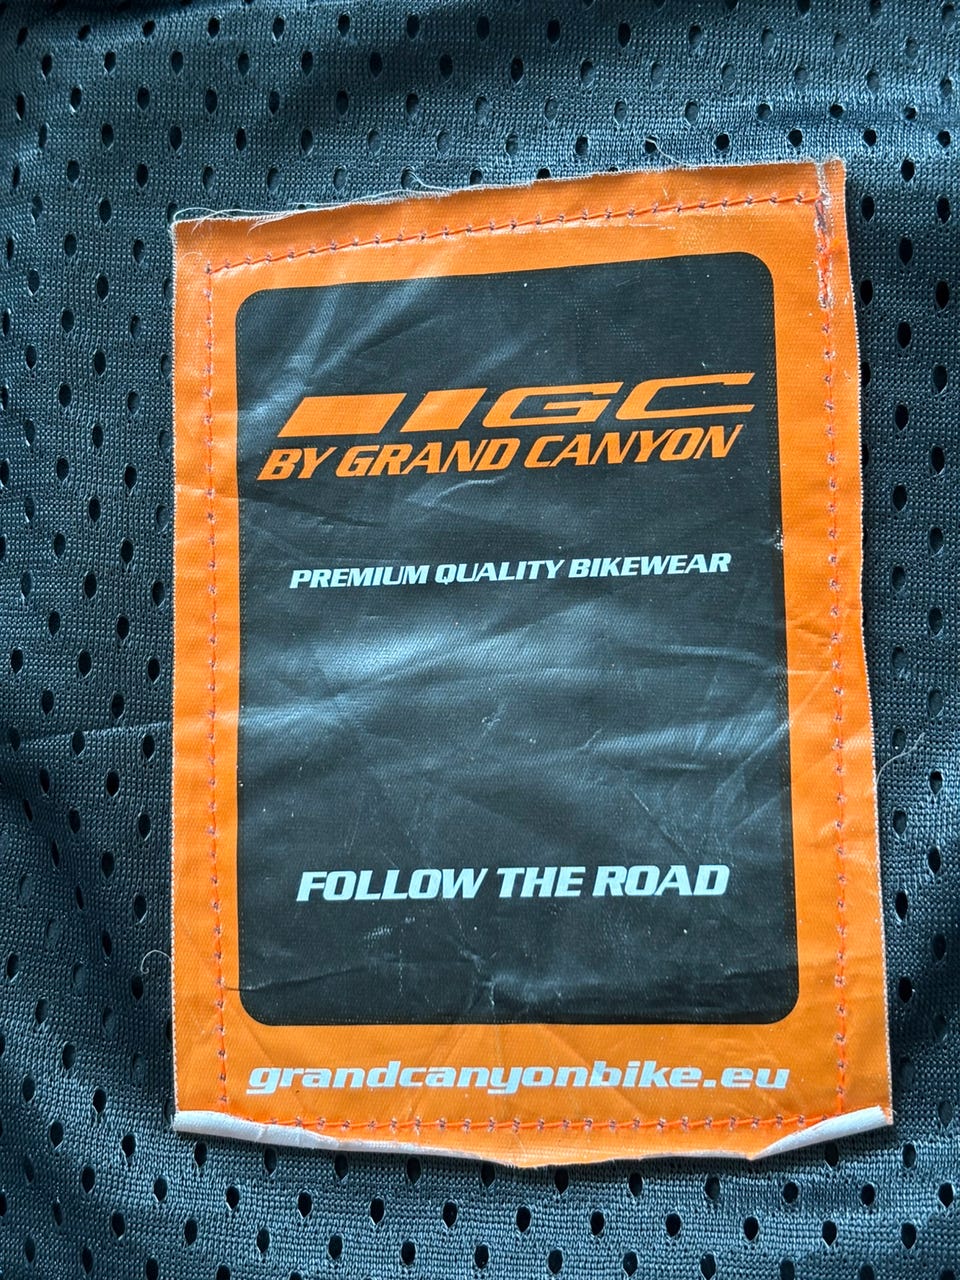 GC
BY GRAND CANYON
PREMIUM QUALITY BIKEWEAR
FOLLOW THE ROAD
grandcanyonbike.eu